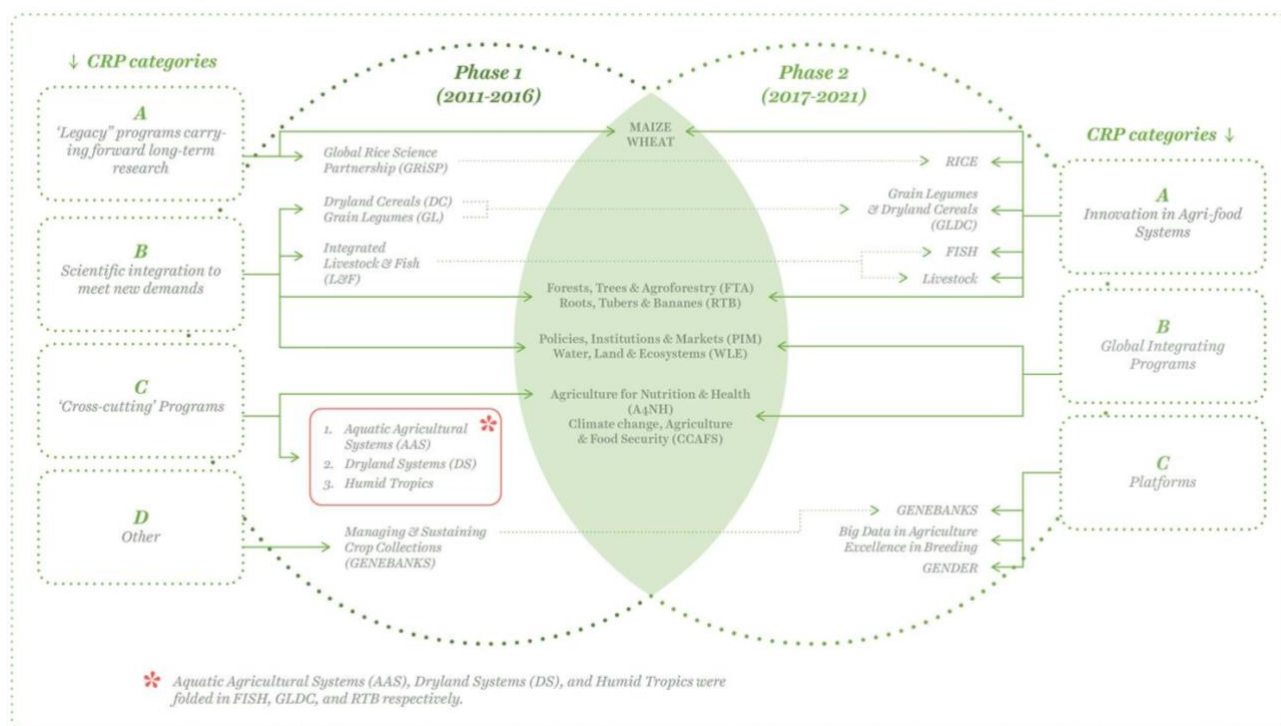 ↓ CRP categories
A
‘Legacy” programs carry-
ing forward long-term
research
B
Scientific integration to
meet new demands
C
‘Cross-cutting’ Programs
D
Other
Phase 1
(2011-2016)
Global Rice Science
Partnership (GRiSP)
Dryland Cereals (DC)
Grain Legumes (GL)
Integrated
Livestock & Fish
(L&F)
1. Aquatic Agricultural
Systems (AAS)
2. Dryland Systems (DS)
3. Humid Tropics
*
Managing & Sustaining
Crop Collections
(GENEBANKS)
MAIZE
WHEAT
Forests, Trees & Agroforestry (FTA)
Roots, Tubers & Bananes (RTB)
Policies, Institutions & Markets (PIM)
Water, Land & Ecosystems (WLE)
Agriculture for Nutrition & Health
(A4NH)
Climate change, Agriculture
& Food Security (CCAFS)
Phase 2
(2017-2021)
RICE
Grain Legumes
& Dryland Cereals
(GLDC)
FISH
Livestock
GENEBANKS
Big Data in Agriculture
Excellence in Breeding
GENDER
CRP categories ↓
A
Innovation in Agri-food
Systems
B
Global Integrating
Programs
C
Platforms
* Aquatic Agricultural Systems (AAS), Dryland Systems (DS), and Humid Tropics were
folded in FISH, GLDC, and RTB respectively.